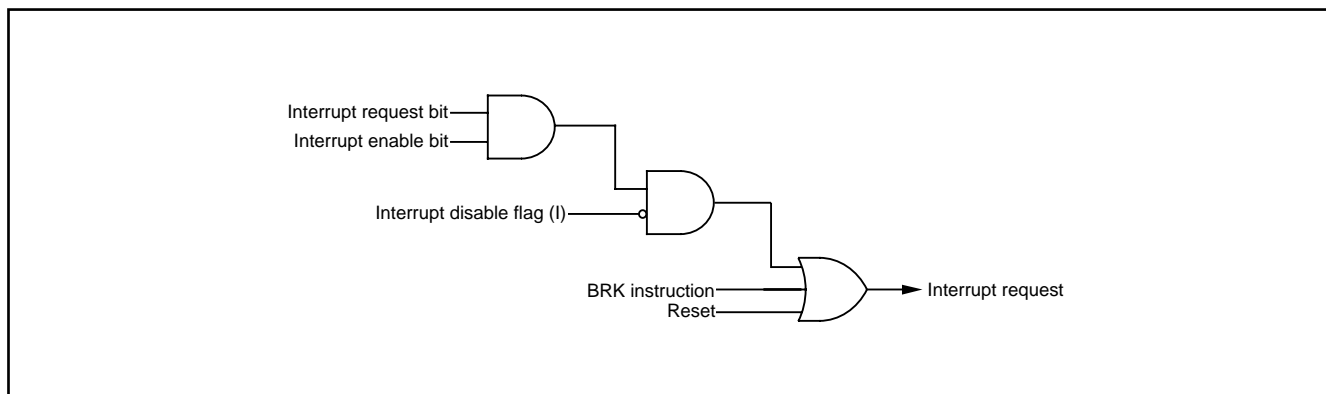 Interrupt request bit
Interrupt enable bit
Interrupt disable flag (I)
BRK instruction
Reset
Interrupt request